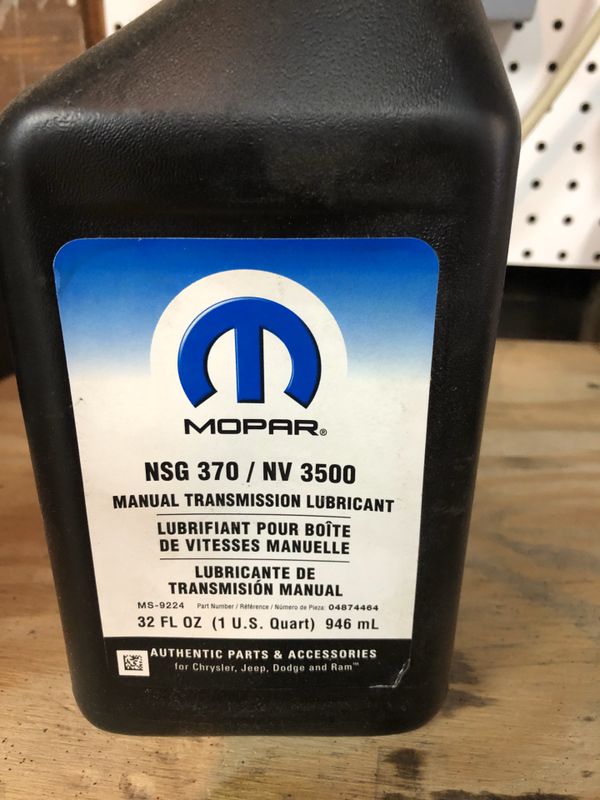 MOPAR®
NSG 370 / NV 3500
MANUAL TRANSMISSION LUBRICANT
LUBRIFIANT POUR BOÎTE
DE VITESSES MANUELLE
LUBRICANTE DE
TRANSMISIÓN MANUAL
MS-9224 Part Number / Référence / Número de Pieza: 04874464
32 FL OZ (1 U.S. Quart) 946 mL
AUTHENTIC PARTS & ACCESSORIES
for Chrysler, Jeep, Dodge and Ram™